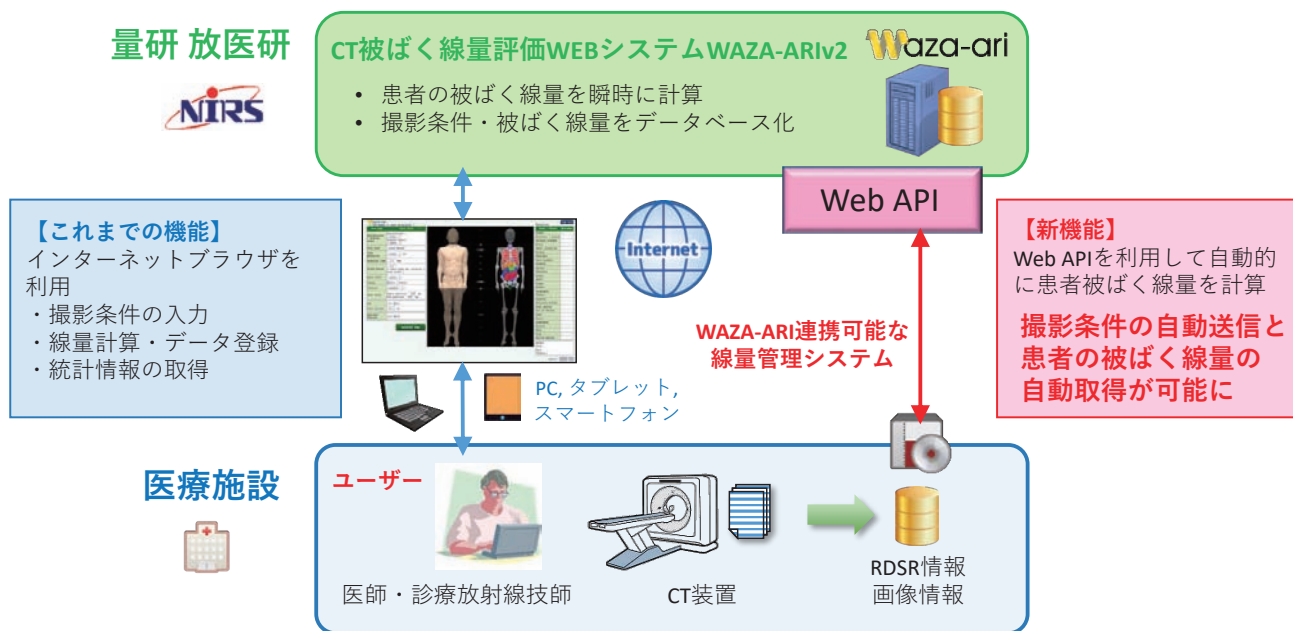 量研 放医研
NIRS
CT被ばく線量評価WEBシステムWAZA-ARIv2
Waza-ari
• 患者の被ばく線量を瞬時に計算
• 撮影条件・被ばく線量をデータベース化
Web API
【これまでの機能】
インターネットブラウザを
利用
・撮影条件の入力
・線量計算・データ登録
・統計情報の取得
Internet
【新機能】
Web APIを利用して自動的
に患者被ばく線量を計算
撮影条件の自動送信と
患者の被ばく線量の
自動取得が可能に
WAZA-ARI連携可能な
線量管理システム
PC, タブレット,
スマートフォン
医療施設
ユーザー
医師・診療放射線技師
CT装置
RDSR情報
画像情報